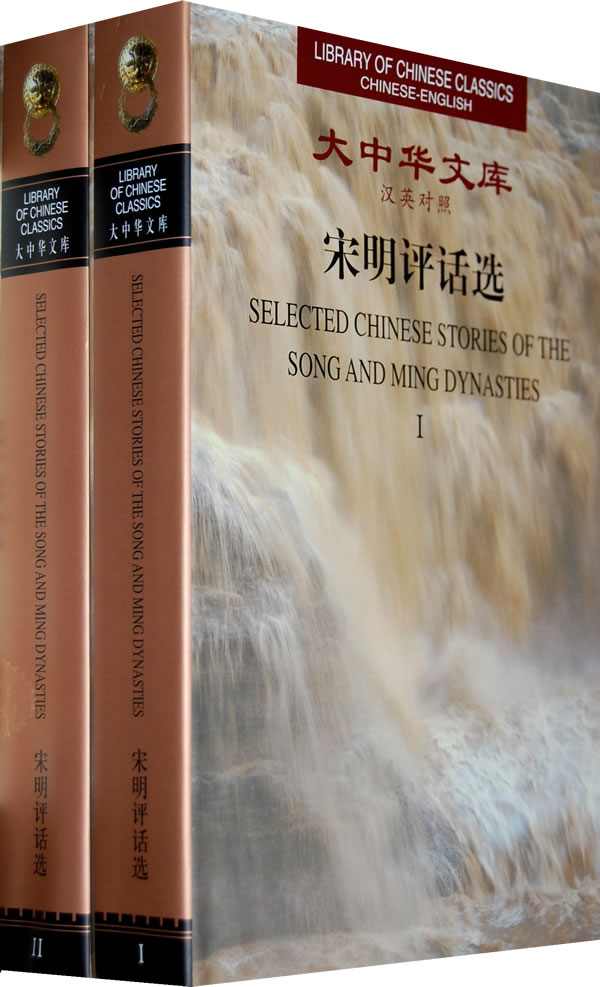 LIBRARY OF CHINESE CLASSICS
CHINESE-ENGLISH
大中华文库
汉英对照
宋明评话选
SELECTED CHINESE STORIES OF THE
SONG AND MING DYNASTIES
I
LIBRARY
OF CHINESE
CLASSICS
大中华文库
SELECTED CHINESE STORIES OF THE SONG AND MING DYNASTIES
宋明评话选
I
LIBRARY
OF CHINESE
CLASSICS
大中华文库
SELECTED CHINESE STORIES OF THE SONG AND MING DYNASTIES
宋明评话选
II